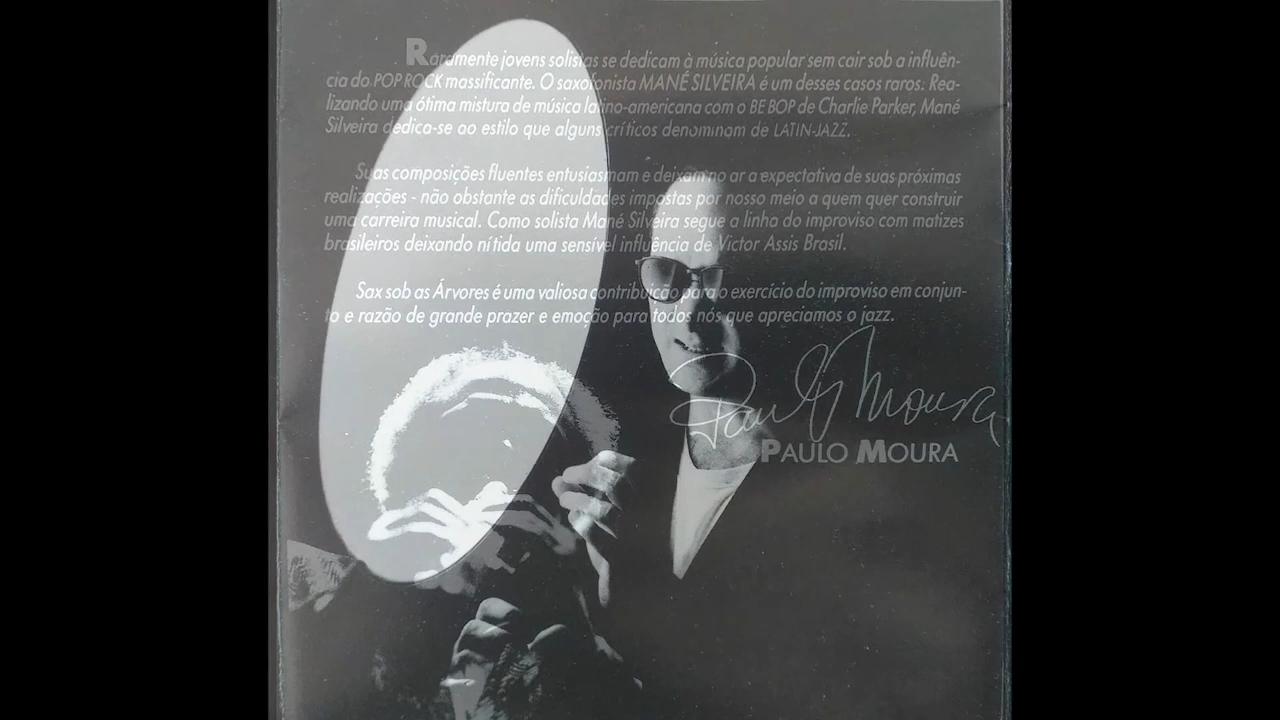 Raramente jovens solistas se dedicam à música popular sem cair sob a influên-
cia do POP ROCK massificante. O saxofonista MANÉ SILVEIRA é um desses casos raros: Rea-
lizando uma ótima mistura de música latino-americana com o BE BOP de Charlie Parker, Mané
Silveira dedica-se ao estilo que alguns críticos denominam de LATIN-JAZZ.
Suas composições fluentes entusiasmam e deixam no ar a expectativa de suas próximas
realizações - não obstante as dificuldades impostas por nosso meio a quem quer construir
uma carreira musical. Como solista Mané Silveira segue a linha do improviso com matizes
brasileiros deixando nítida uma sensível influência de Victor Assis Brasil.
Sax sob as Árvores é uma valiosa contribuição para o exercício do improviso em conjun-
to e razão de grande prazer e emoção para todos nós que apreciamos o jazz.
Paulo Moura
PAULO MOURA